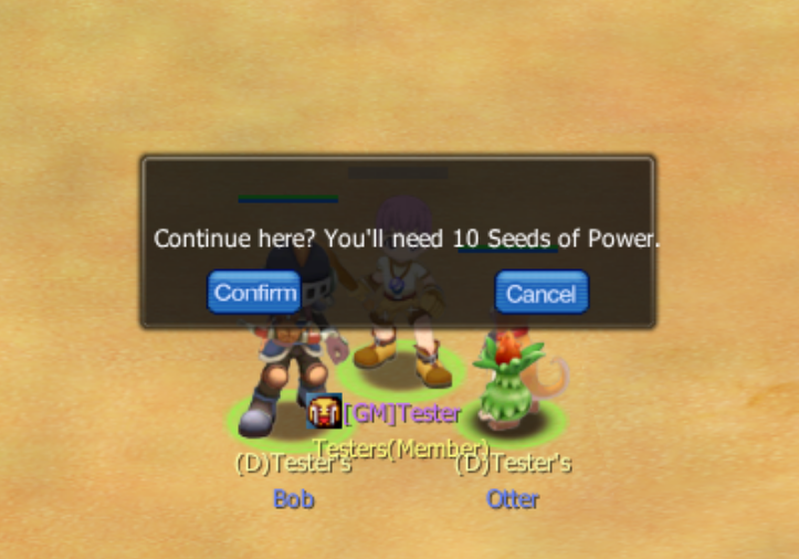 Continue here? You'll need 10 Seeds of Power.
Confirm
Cancel
[GM]Tester
Testers(Member)
(D)Tester's
Bob
(D)Tester's
Otter